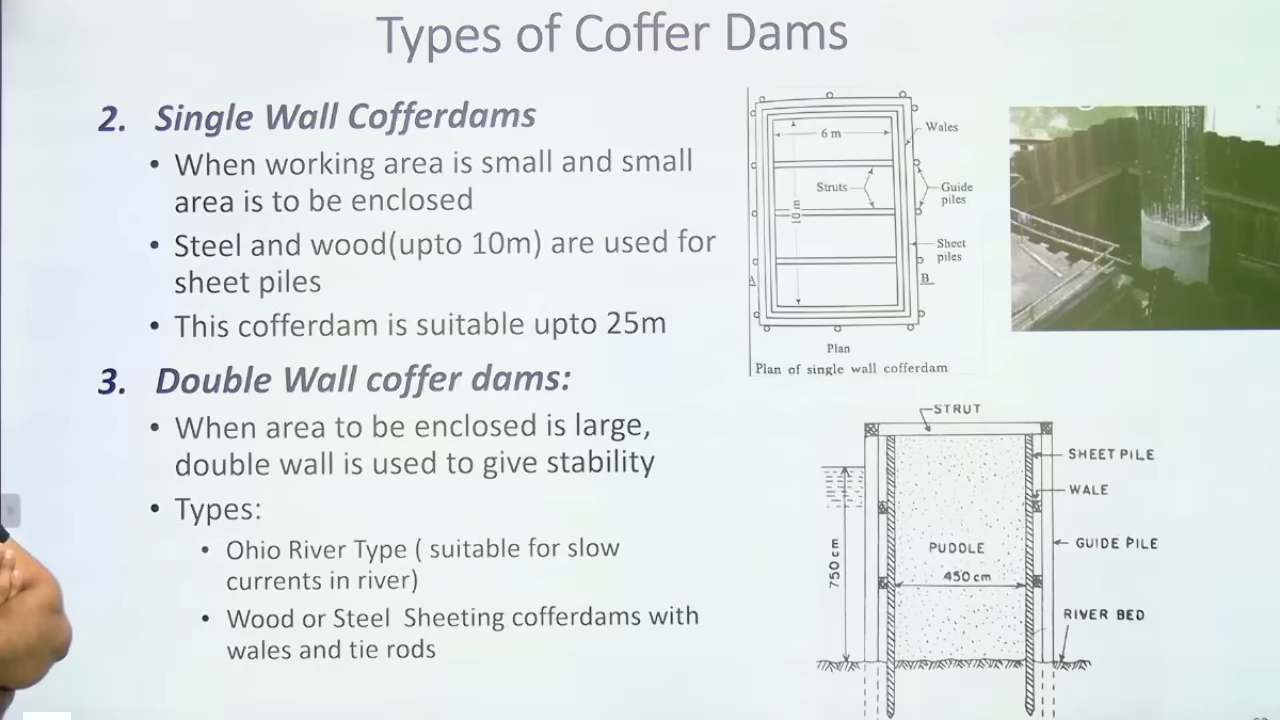 Types of Coffer Dams
2. Single Wall Cofferdams
• When working area is small and small
area is to be enclosed
• Steel and wood(upto 10m) are used for
sheet piles
• This cofferdam is suitable upto 25m
3. Double Wall coffer dams:
• When area to be enclosed is large,
double wall is used to give stability
• Types:
• Ohio River Type ( suitable for slow
currents in river)
• Wood or Steel Sheeting cofferdams with
wales and tie rods
6 m
Wales
Struts
Guide
piles
10 m
Sheet
piles
A
B
Plan
Plan of single wall cofferdam
STRUT
SHEET PILE
WALE
GUIDE PILE
PUDDLE
450 cm
750 cm
RIVER BED